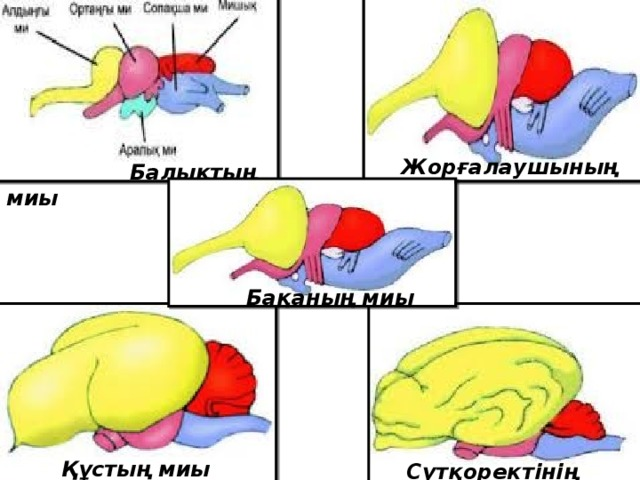 Алдыңғы ми
Ортаңғы ми
Сопақша ми
Мишық
Аралық ми
Балықтың
миы
Жорғалаушының
Бақаның миы
Құстың миы
Сүтқоректінің